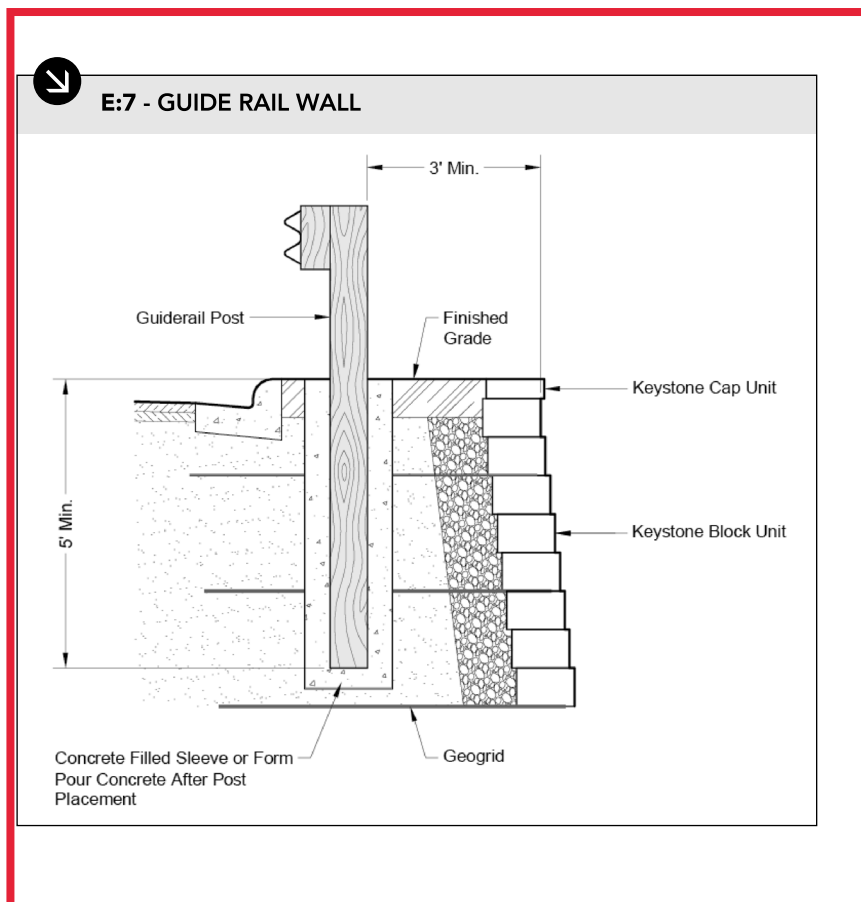 E:7 - GUIDE RAIL WALL
3' Min.
Guiderail Post
Finished
Grade
Keystone Cap Unit
5' Min.
Keystone Block Unit
Concrete Filled Sleeve or Form
Pour Concrete After Post
Placement
Geogrid